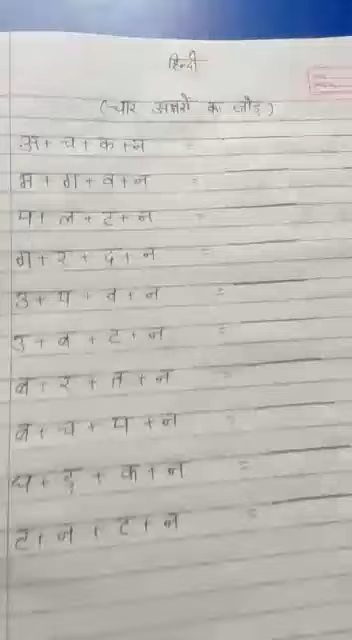 हिन्दी
(चार अक्षरों का जोड़)
अ + च + क + न =
भ + ग + व + न =
प + ल + ट + न =
ग + र + द + न =
उ + प + व + न =
उ + ब + ट + न =
ब + र + त + न =
ब + च + प + न =
ध + ड़ + क + न =
ट + न + ट + न =